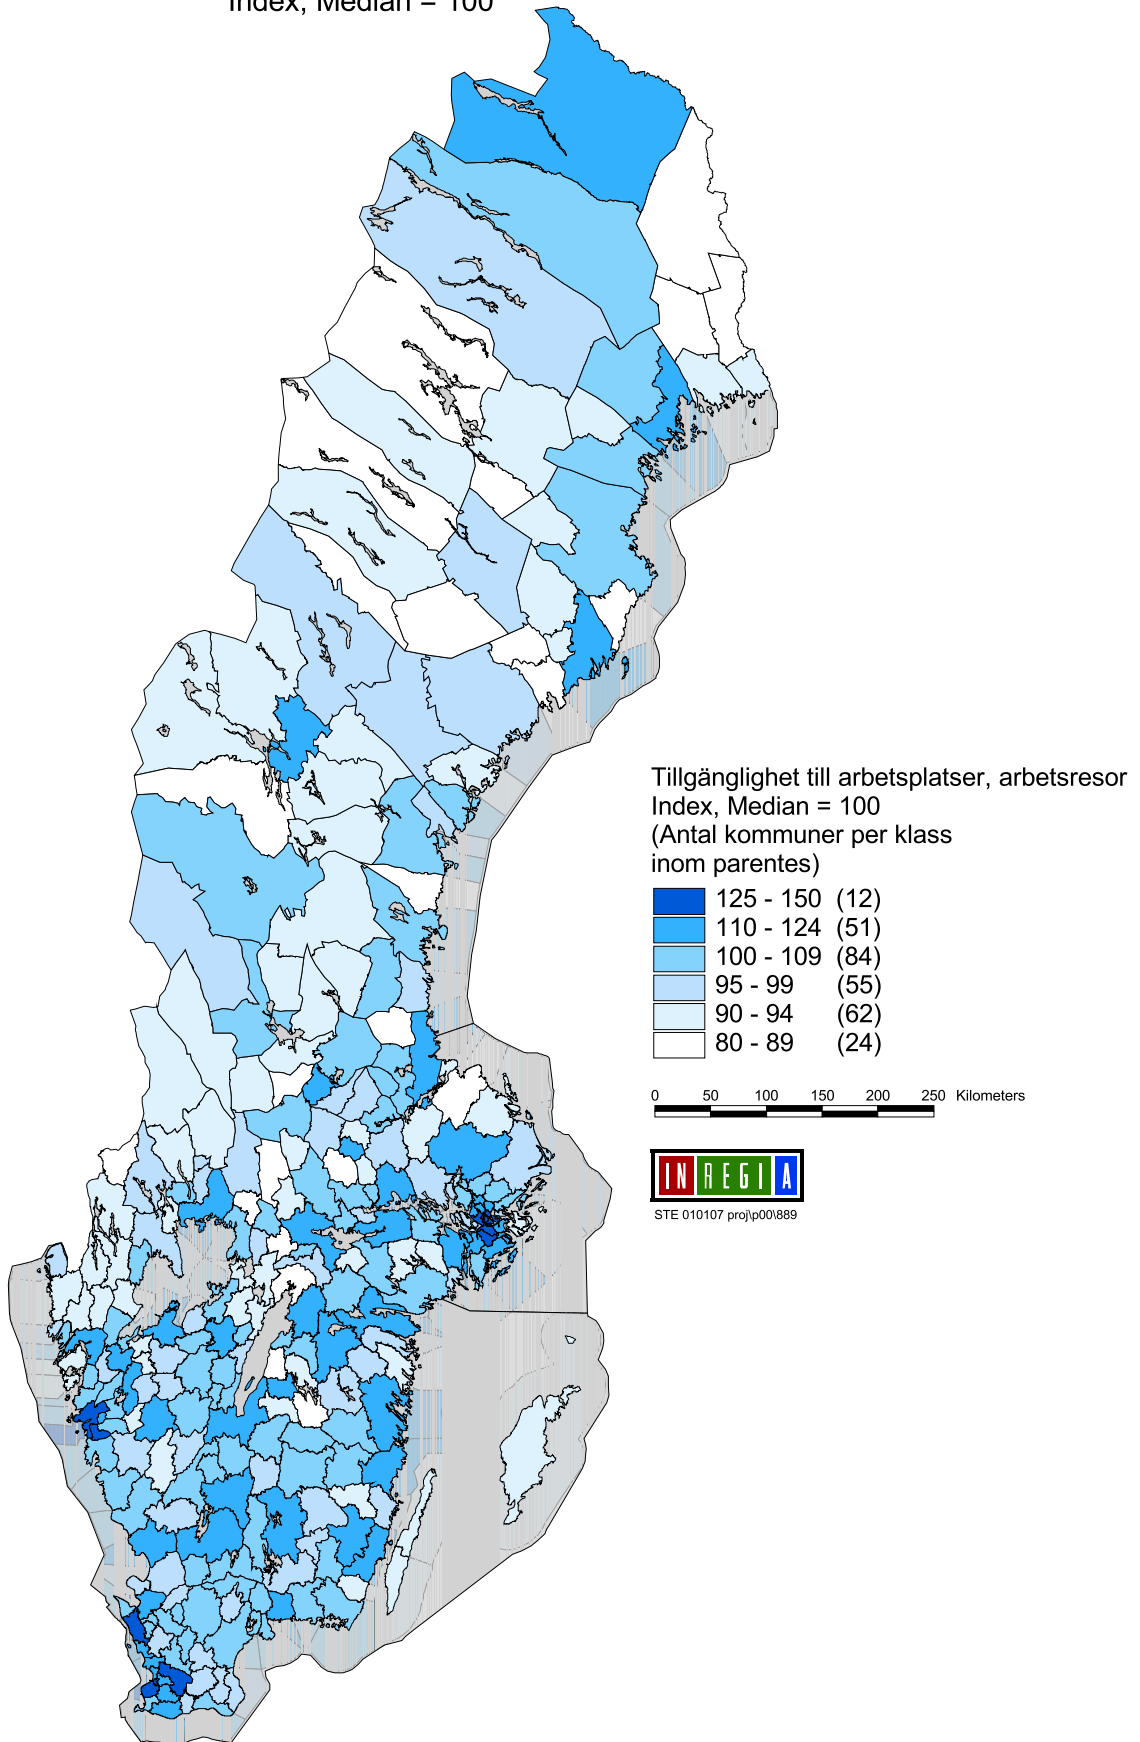 Index, Median = 100
Tillgänglighet till arbetsplatser, arbetsresor
Index, Median = 100
(Antal kommuner per klass
inom parentes)
125 - 150 (12)
110 - 124 (51)
100 - 109 (84)
95 - 99 (55)
90 - 94 (62)
80 - 89 (24)
0 50 100 150 200 250 Kilometers
INREGIA
STE 010107 proj\p00\889